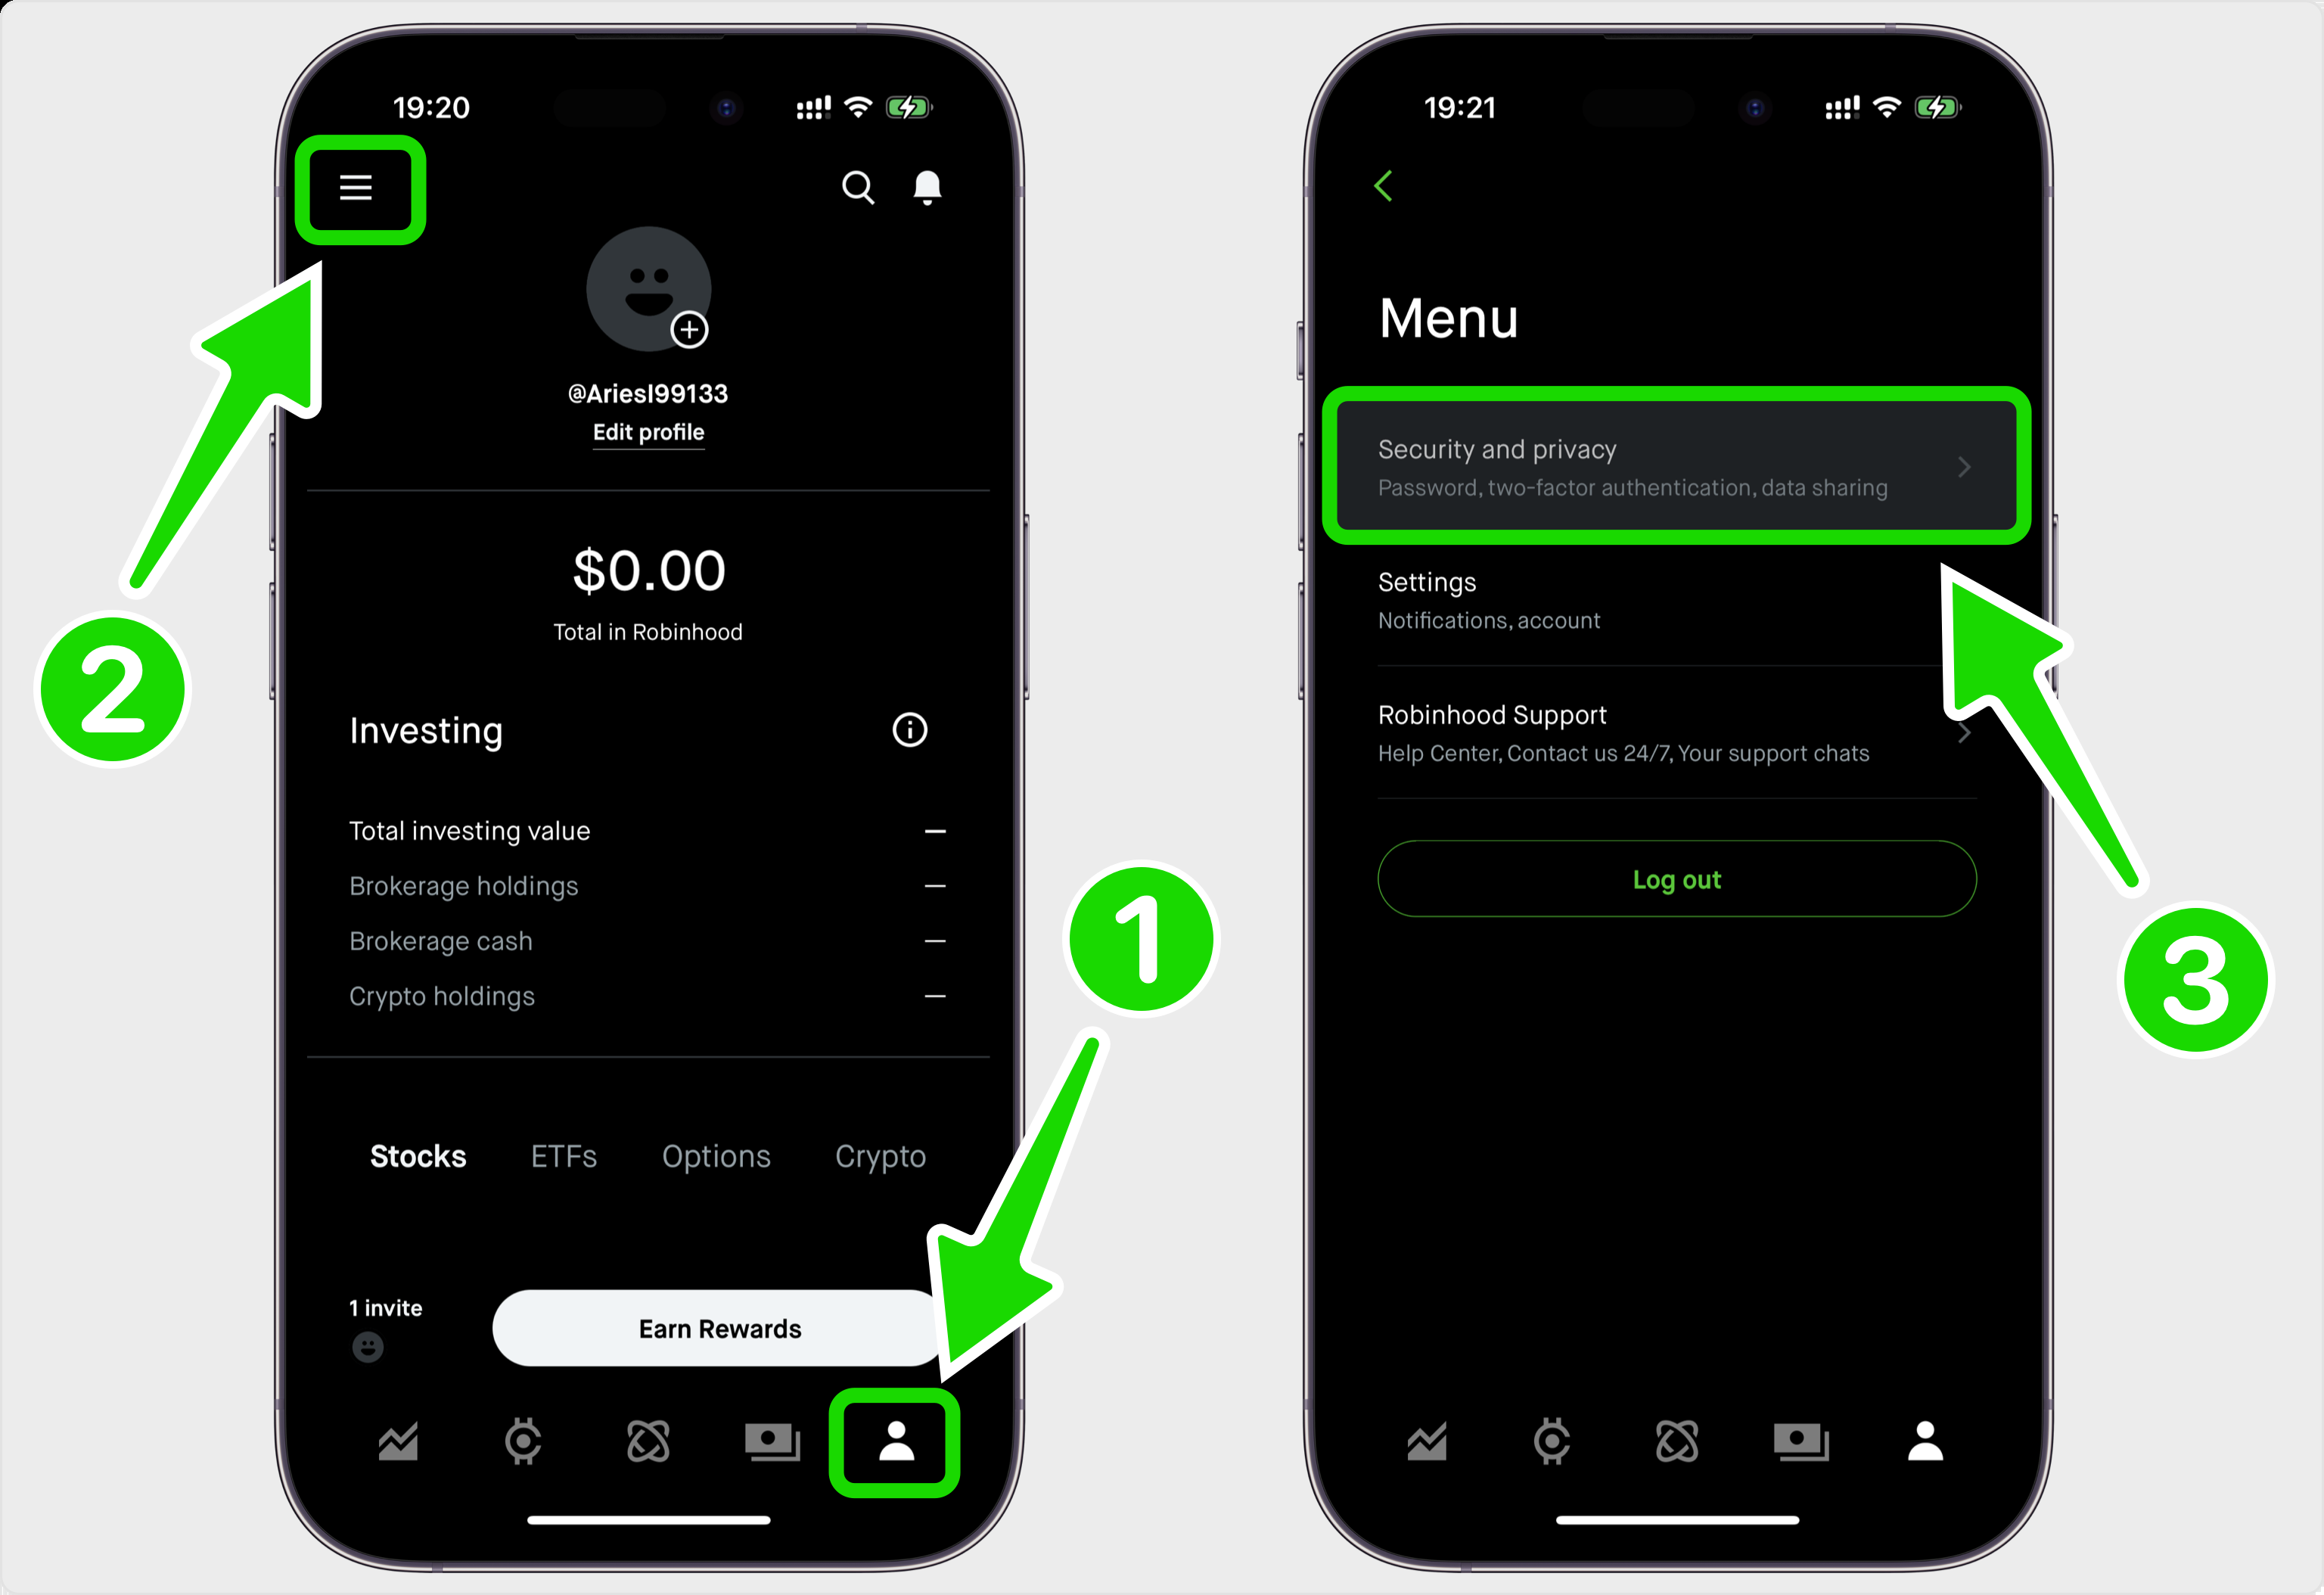 19:20
@Ariesl99133
Edit profile
$0.00
Total in Robinhood
Investing
Total investing value —
Brokerage holdings —
Brokerage cash —
Crypto holdings —
Stocks ETFs Options Crypto
1 invite
Earn Rewards
2
1
19:21
Menu
Security and privacy
Password, two-factor authentication, data sharing
Settings
Notifications, account
Robinhood Support
Help Center, Contact us 24/7, Your support chats
Log out
3